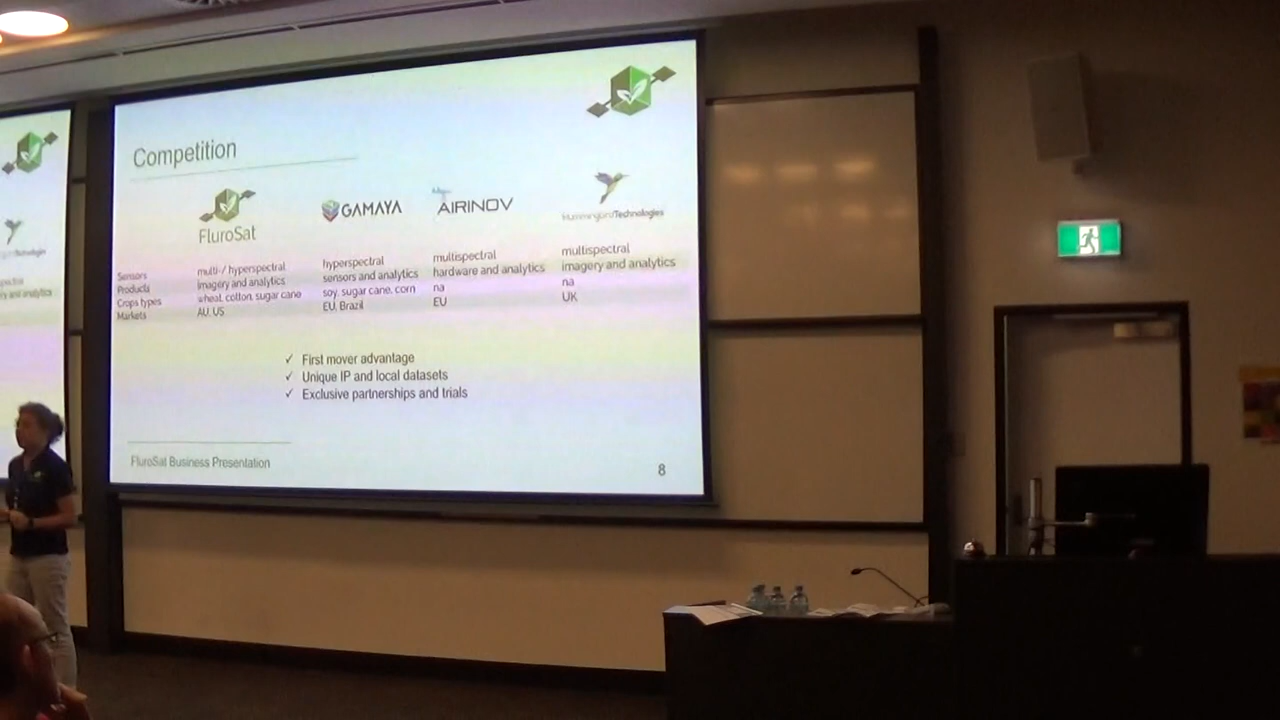 Competition
FluroSat
GAMAYA
AIRINOV
HummingbirdTechnologies
Sensors multi-/ hyperspectral hyperspectral multispectral multispectral
Products imagery and analytics sensors and analytics hardware and analytics imagery and analytics
Crops types wheat, cotton, sugar cane soy, sugar cane, corn na na
Markets AU, US EU, Brazil EU UK
✓ First mover advantage
✓ Unique IP and local datasets
✓ Exclusive partnerships and trials
FluroSat Business Presentation
8